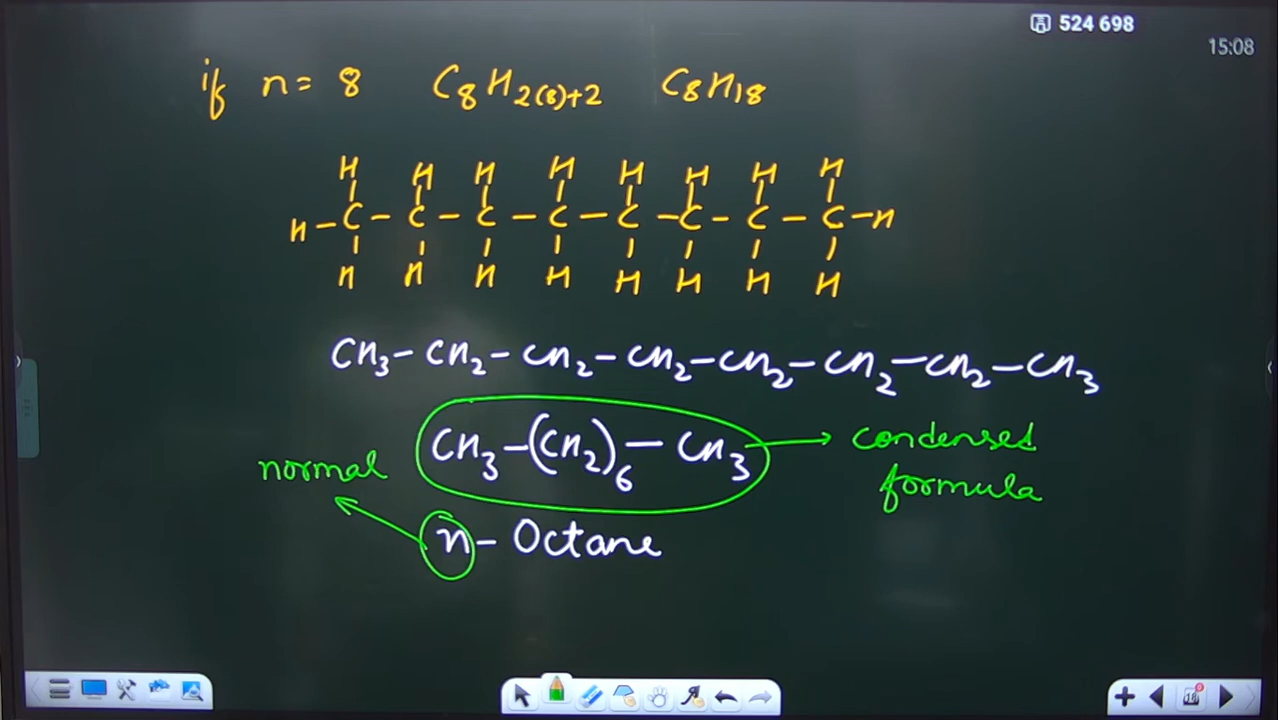 524 698
15:08
if n = 8 C8H2(8)+2 C8H18
H H H H H H H H
H - C - C - C - C - C - C - C - C - H
H H H H H H H H
CH3 - CH2 - CH2 - CH2 - CH2 - CH2 - CH2 - CH3
CH3 - (CH2)6 - CH3 → condensed
formula
normal
n - Octane
18